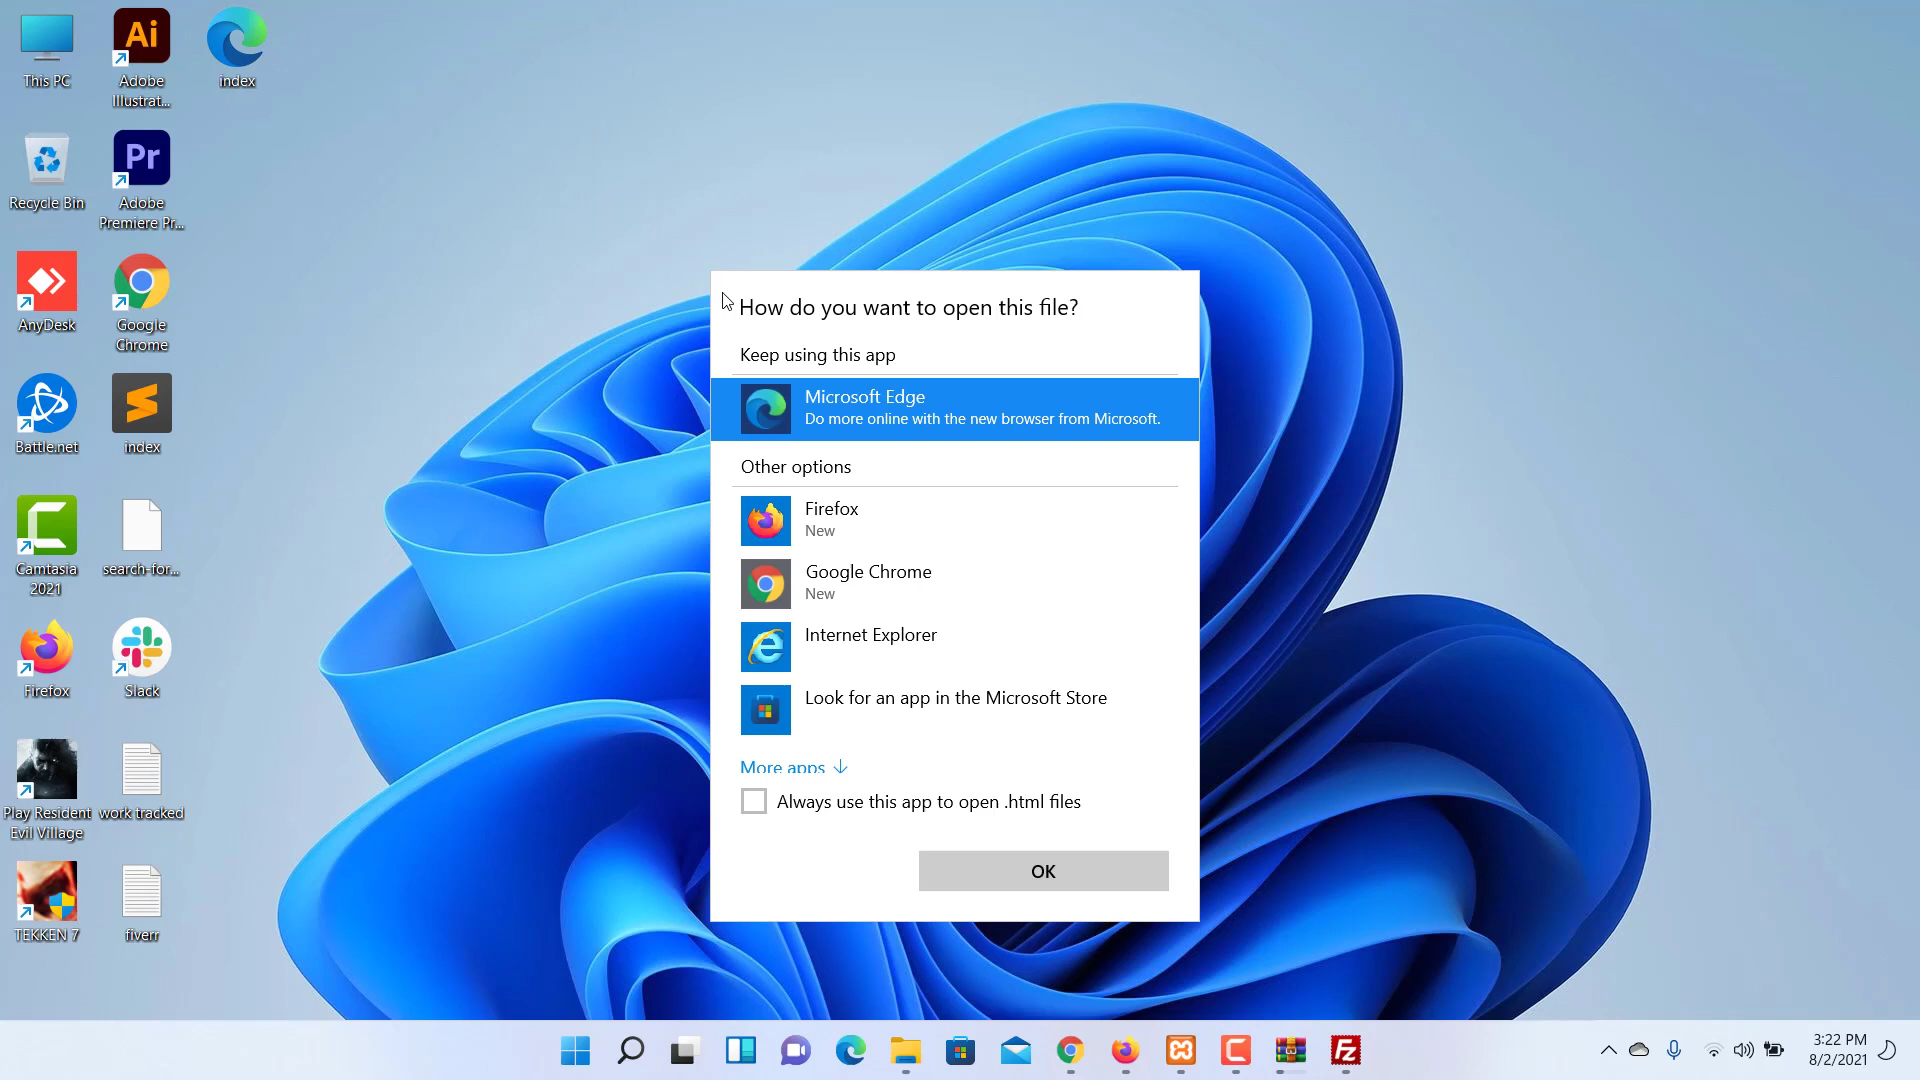 This PC
Adobe
Illustrat...
index
Recycle Bin
Adobe
Premiere Pr...
AnyDesk
Google
Chrome
Battle.net
index
Camtasia
2021
search-for...
Firefox
Slack
Play Resident
Evil Village
work tracked
TEKKEN 7
fiverr
Ai
Pr
How do you want to open this file?
Keep using this app
Microsoft Edge
Do more online with the new browser from Microsoft.
Other options
Firefox
New
Google Chrome
New
Internet Explorer
Look for an app in the Microsoft Store
More apps
Always use this app to open .html files
OK
Fz
3:22 PM
8/2/2021